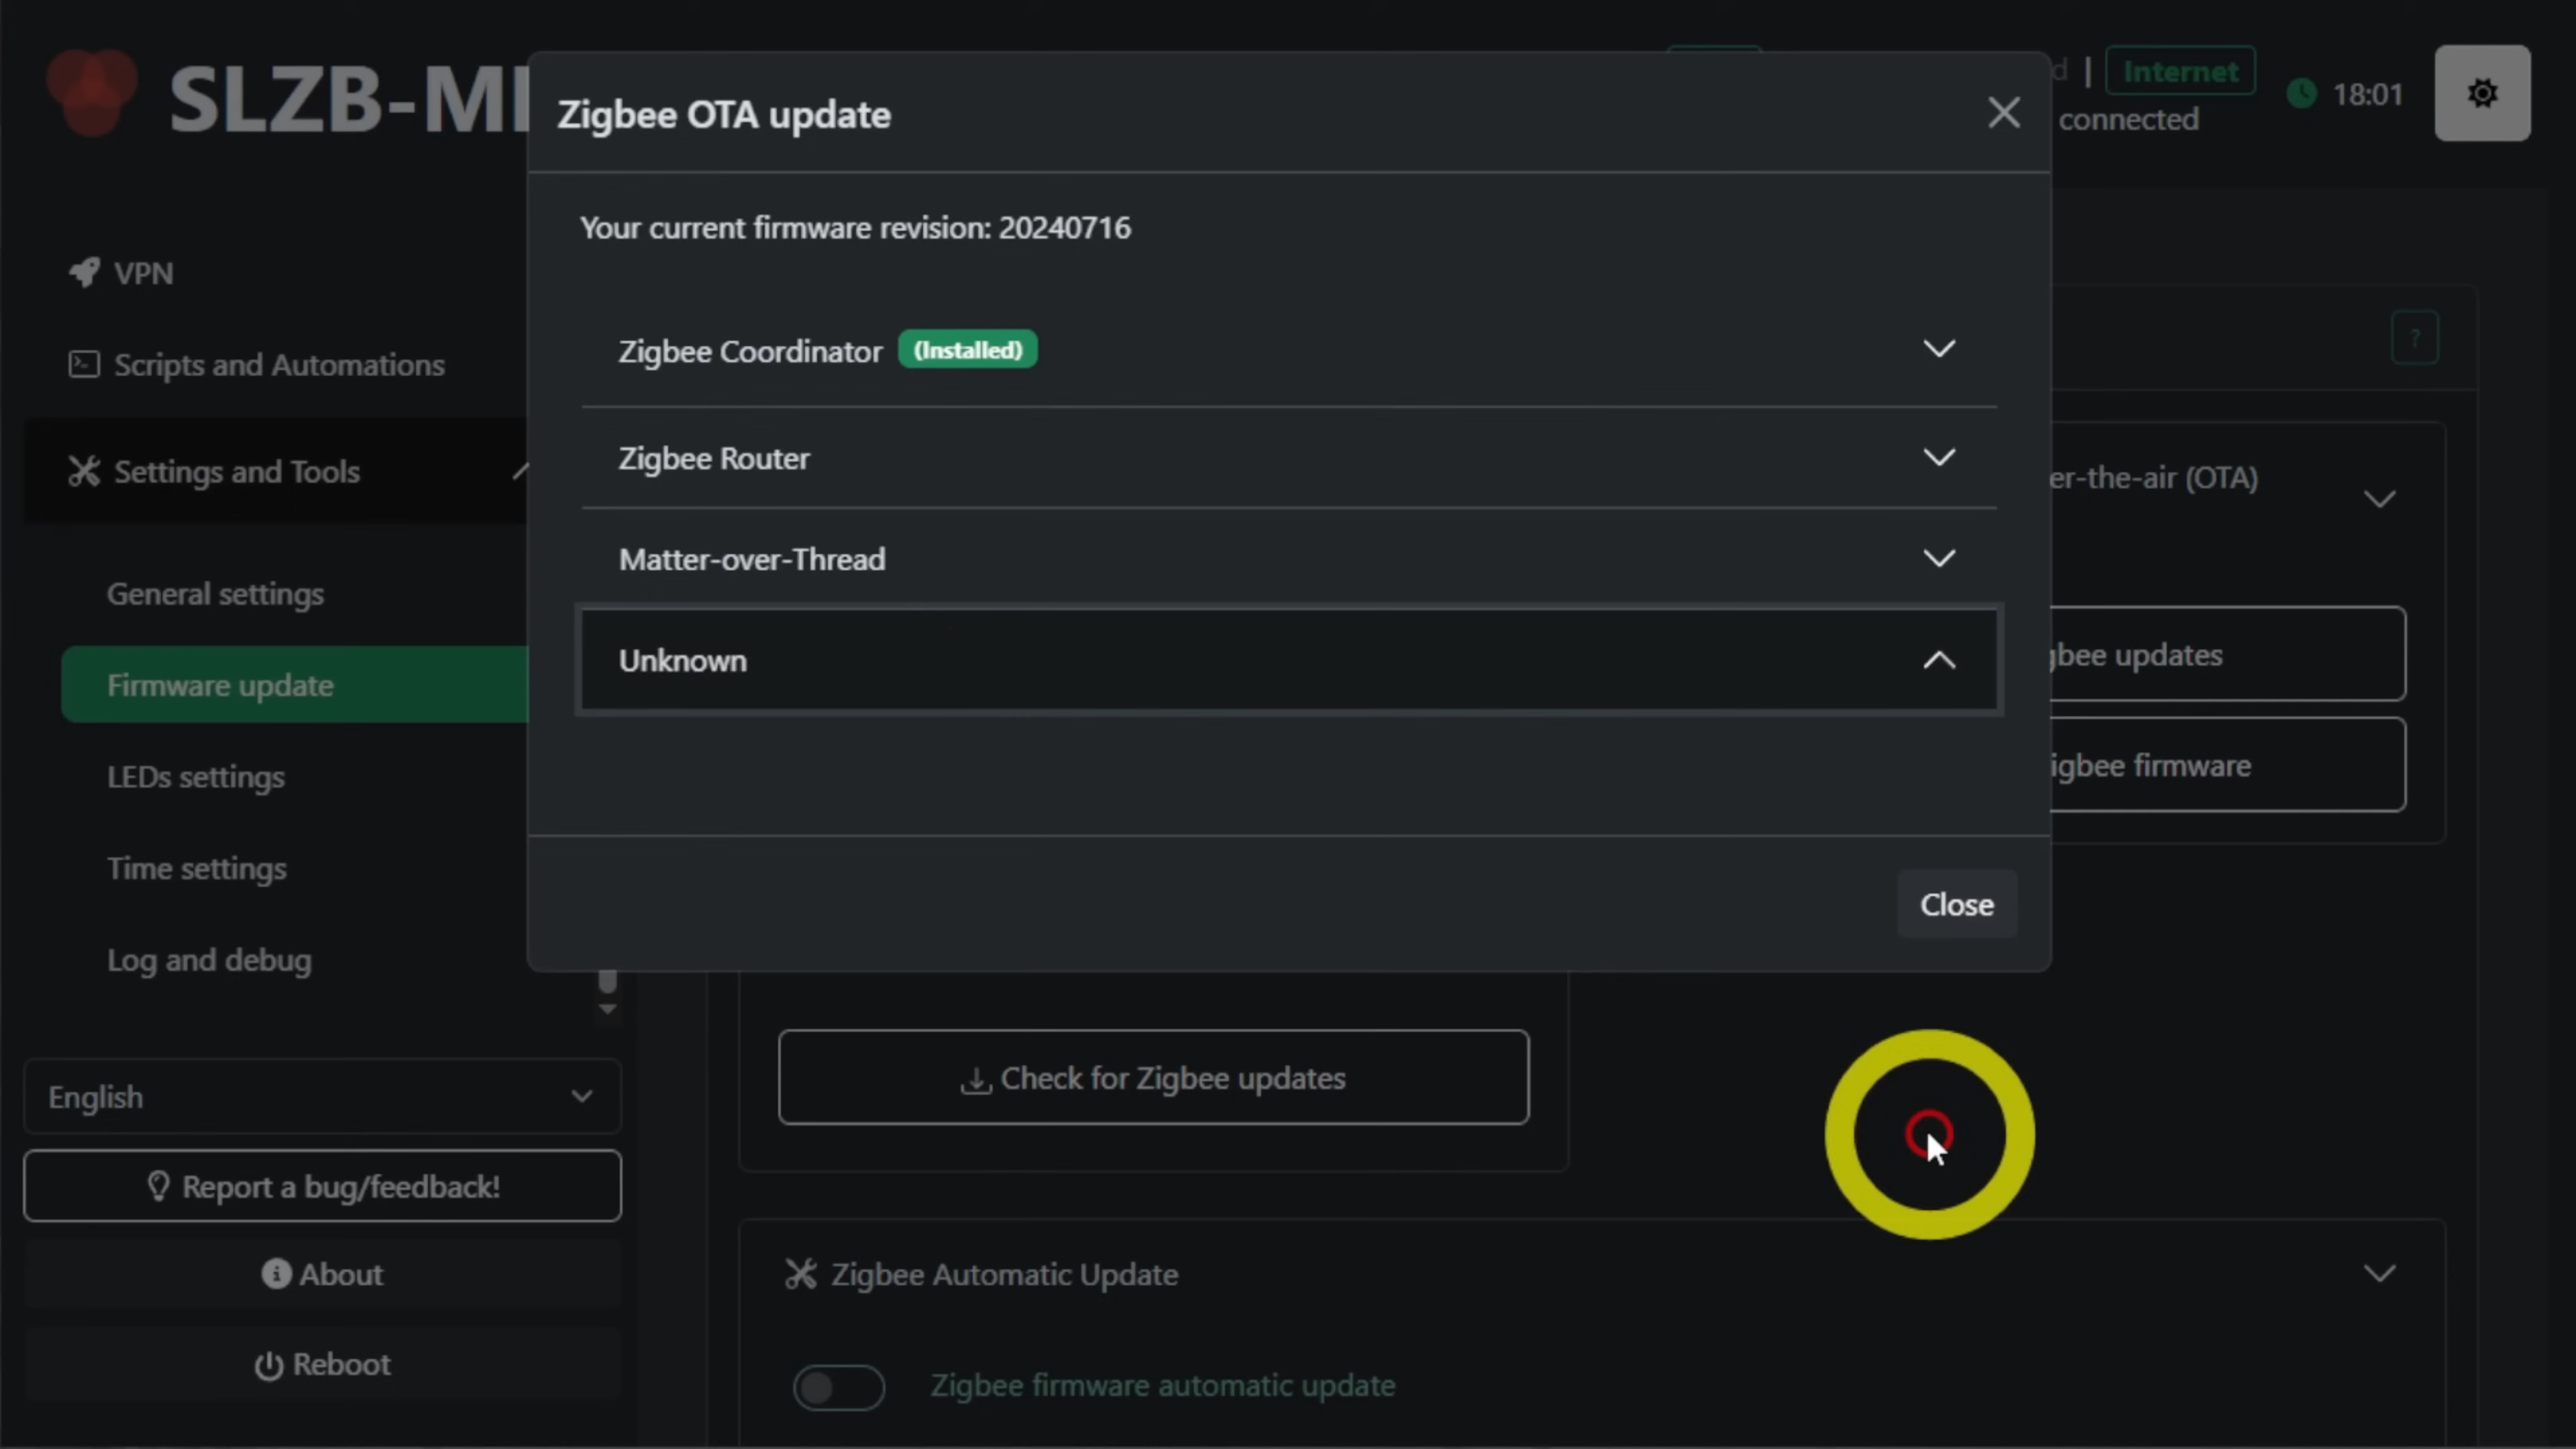 SLZB-M
Internet
connected
18:01
VPN
Scripts and Automations
Settings and Tools
General settings
Firmware update
LEDs settings
Time settings
Log and debug
English
Report a bug/feedback!
About
Reboot
Zigbee OTA update
Your current firmware revision: 20240716
Zigbee Coordinator (Installed)
Zigbee Router
Matter-over-Thread
Unknown
Close
?
er-the-air (OTA)
gbee updates
igbee firmware
Check for Zigbee updates
Zigbee Automatic Update
Zigbee firmware automatic update